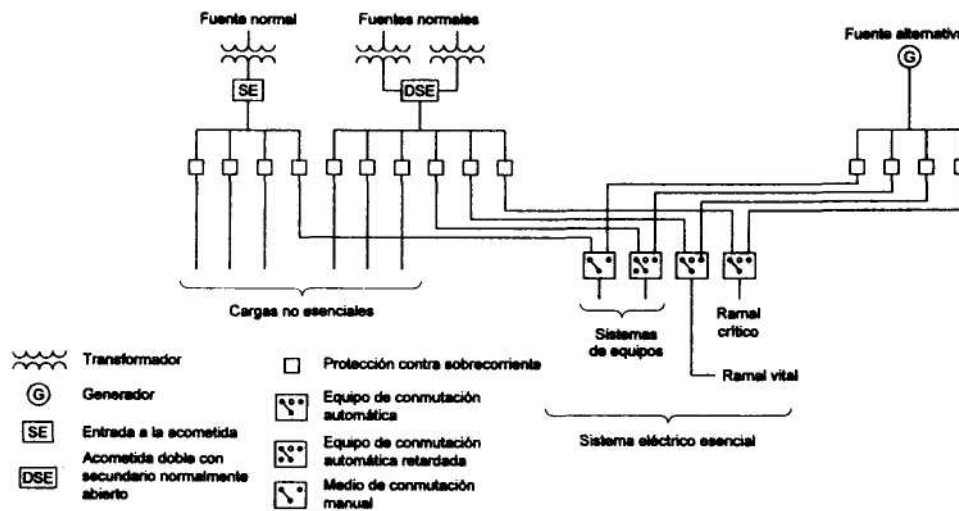 Fuente normal
Fuentes normales
Fuente alternativa
G
SE
DSE
Cargas no esenciales
Sistemas
de equipos
Ramal
crítico
Ramal vital
Sistema eléctrico esencial
Transformador
G
Generador
SE
Entrada a la acometida
DSE
Acometida doble con
secundario normalmente
abierto
Protección contra sobrecorriente
Equipo de conmutación
automática
Equipo de conmutación
automática retardada
Medio de conmutación
manual